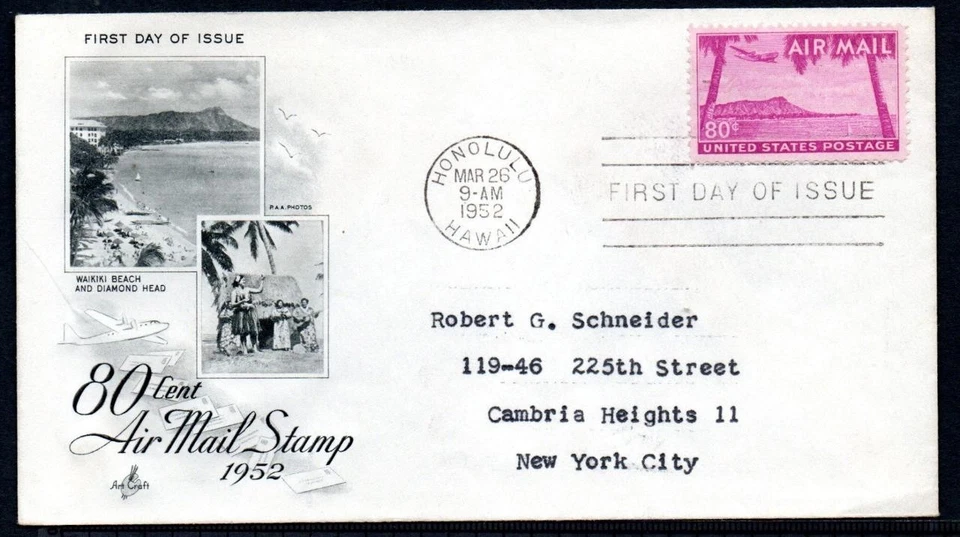 FIRST DAY OF ISSUE
P.A.A. PHOTOS
WAIKIKI BEACH
AND DIAMOND HEAD
80 Cent
Air Mail Stamp
1952
Art Craft
HONOLULU
MAR 26
9-AM
1952
HAWAII
AIR MAIL
80¢
UNITED STATES POSTAGE
FIRST DAY OF ISSUE
Robert G. Schneider
119-46 225th Street
Cambria Heights 11
New York City